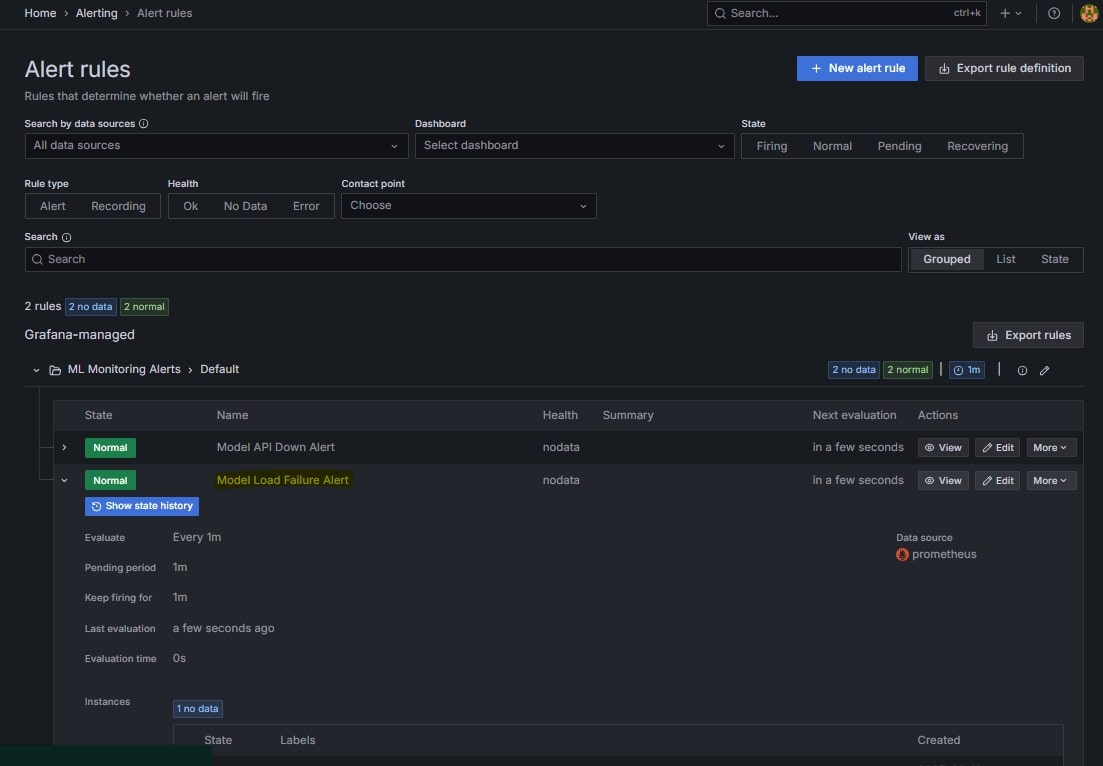 Home › Alerting › Alert rules
Search... ctrl+k
Alert rules
+ New alert rule
Export rule definition
Rules that determine whether an alert will fire
Search by data sources
Dashboard
State
All data sources
Select dashboard
Firing Normal Pending Recovering
Rule type
Health
Contact point
Alert Recording
Ok No Data Error
Choose
Search
View as
Search
Grouped List State
2 rules 2 no data 2 normal
Grafana-managed
Export rules
ML Monitoring Alerts › Default
2 no data 2 normal | 1m |
State Name Health Summary Next evaluation Actions
Normal Model API Down Alert nodata in a few seconds View Edit More
Normal Model Load Failure Alert nodata in a few seconds View Edit More
Show state history
Evaluate Every 1m
Data source
prometheus
Pending period 1m
Keep firing for 1m
Last evaluation a few seconds ago
Evaluation time 0s
Instances 1 no data
State Labels Created